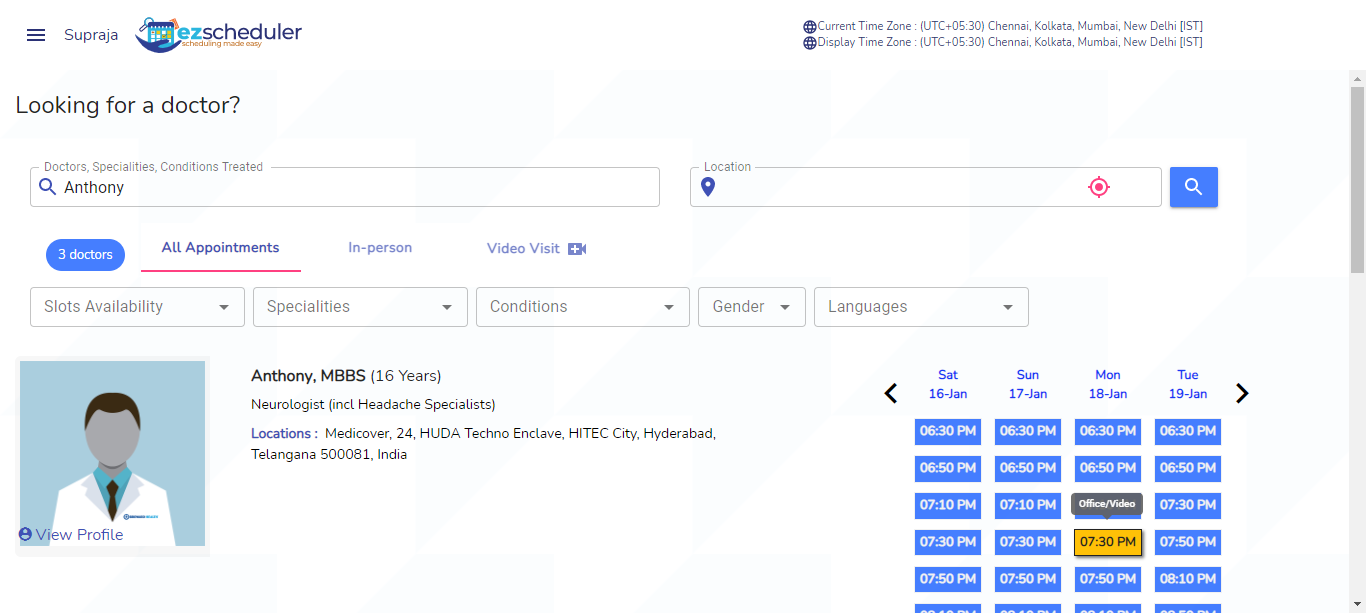 Supraja
ezscheduler
scheduling made easy
Current Time Zone : (UTC+05:30) Chennai, Kolkata, Mumbai, New Delhi [IST]
Display Time Zone : (UTC+05:30) Chennai, Kolkata, Mumbai, New Delhi [IST]
Looking for a doctor?
Doctors, Specialities, Conditions Treated
Anthony
Location
3 doctors
All Appointments
In-person
Video Visit
Slots Availability
Specialities
Conditions
Gender
Languages
Anthony, MBBS (16 Years)
Neurologist (incl Headache Specialists)
Locations : Medicover, 24, HUDA Techno Enclave, HITEC City, Hyderabad,
Telangana 500081, India
View Profile
Sat Sun Mon Tue
16-Jan 17-Jan 18-Jan 19-Jan
06:30 PM 06:30 PM 06:30 PM 06:30 PM
06:50 PM 06:50 PM 06:50 PM 06:50 PM
07:10 PM 07:10 PM Office/Video 07:30 PM
07:30 PM 07:30 PM 07:30 PM 07:50 PM
07:50 PM 07:50 PM 07:50 PM 08:10 PM